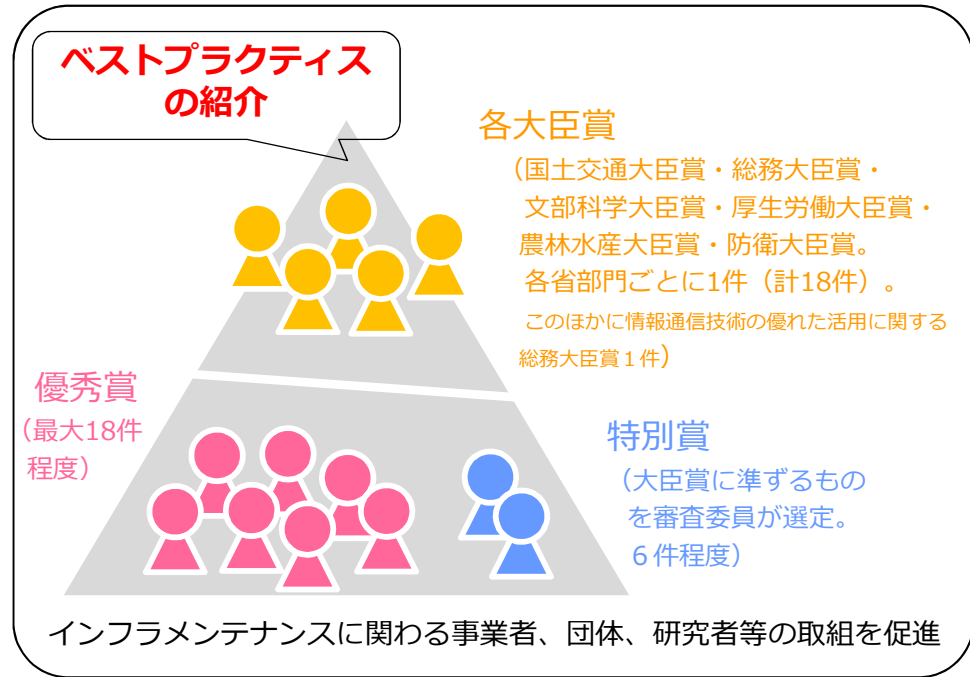 ベストプラクティス
の紹介
各大臣賞
（国土交通大臣賞・総務大臣賞・
文部科学大臣賞・厚生労働大臣賞・
農林水産大臣賞・防衛大臣賞。
各省部門ごとに1件（計18件）。
このほかに情報通信技術の優れた活用に関する
総務大臣賞１件）
優秀賞
（最大18件
程度）
特別賞
（大臣賞に準ずるもの
を審査委員が選定。
６件程度）
インフラメンテナンスに関わる事業者、団体、研究者等の取組を促進